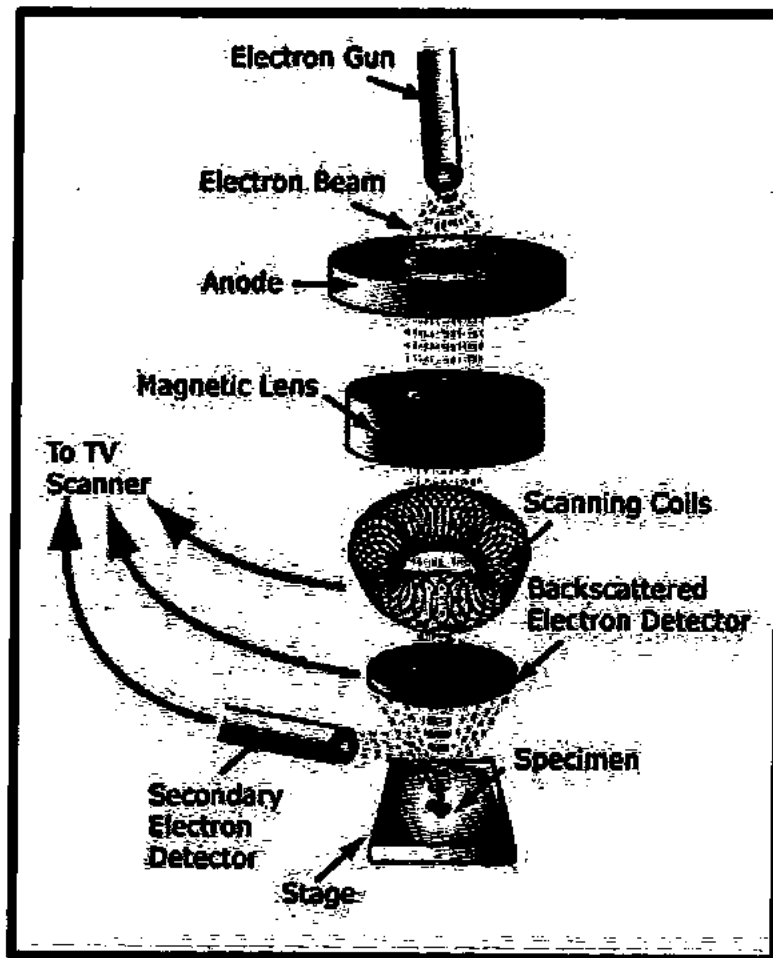 Electron Gun
Electron Beam
Anode
Magnetic Lens
To TV
Scanner
Scanning Coils
Backscattered
Electron Detector
Specimen
Secondary
Electron
Detector
Stage